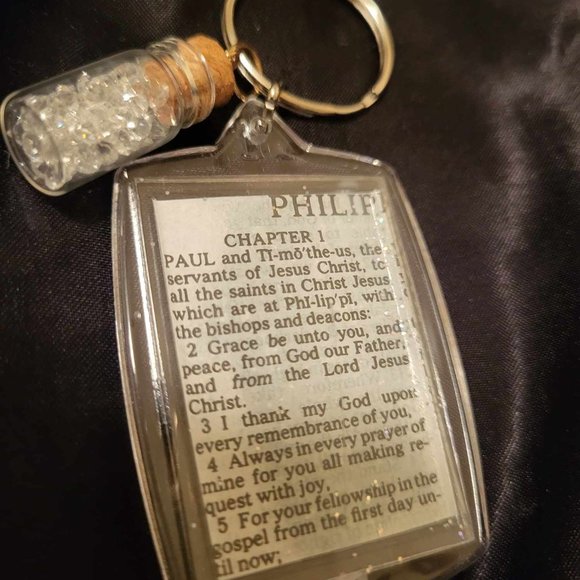 PHILIP
CHAPTER 1
PAUL and Tī-mō'the-us, the
servants of Jesus Christ, to
all the saints in Christ Jesus
which are at Phī-lip'pī, with
the bishops and deacons:
2 Grace be unto you, and
peace, from God our Father,
and from the Lord Jesus
Christ.
3 I thank my God upon
every remembrance of you,
4 Always in every prayer of
mine for you all making re-
quest with joy,
5 For your fellowship in the
gospel from the first day un-
til now;